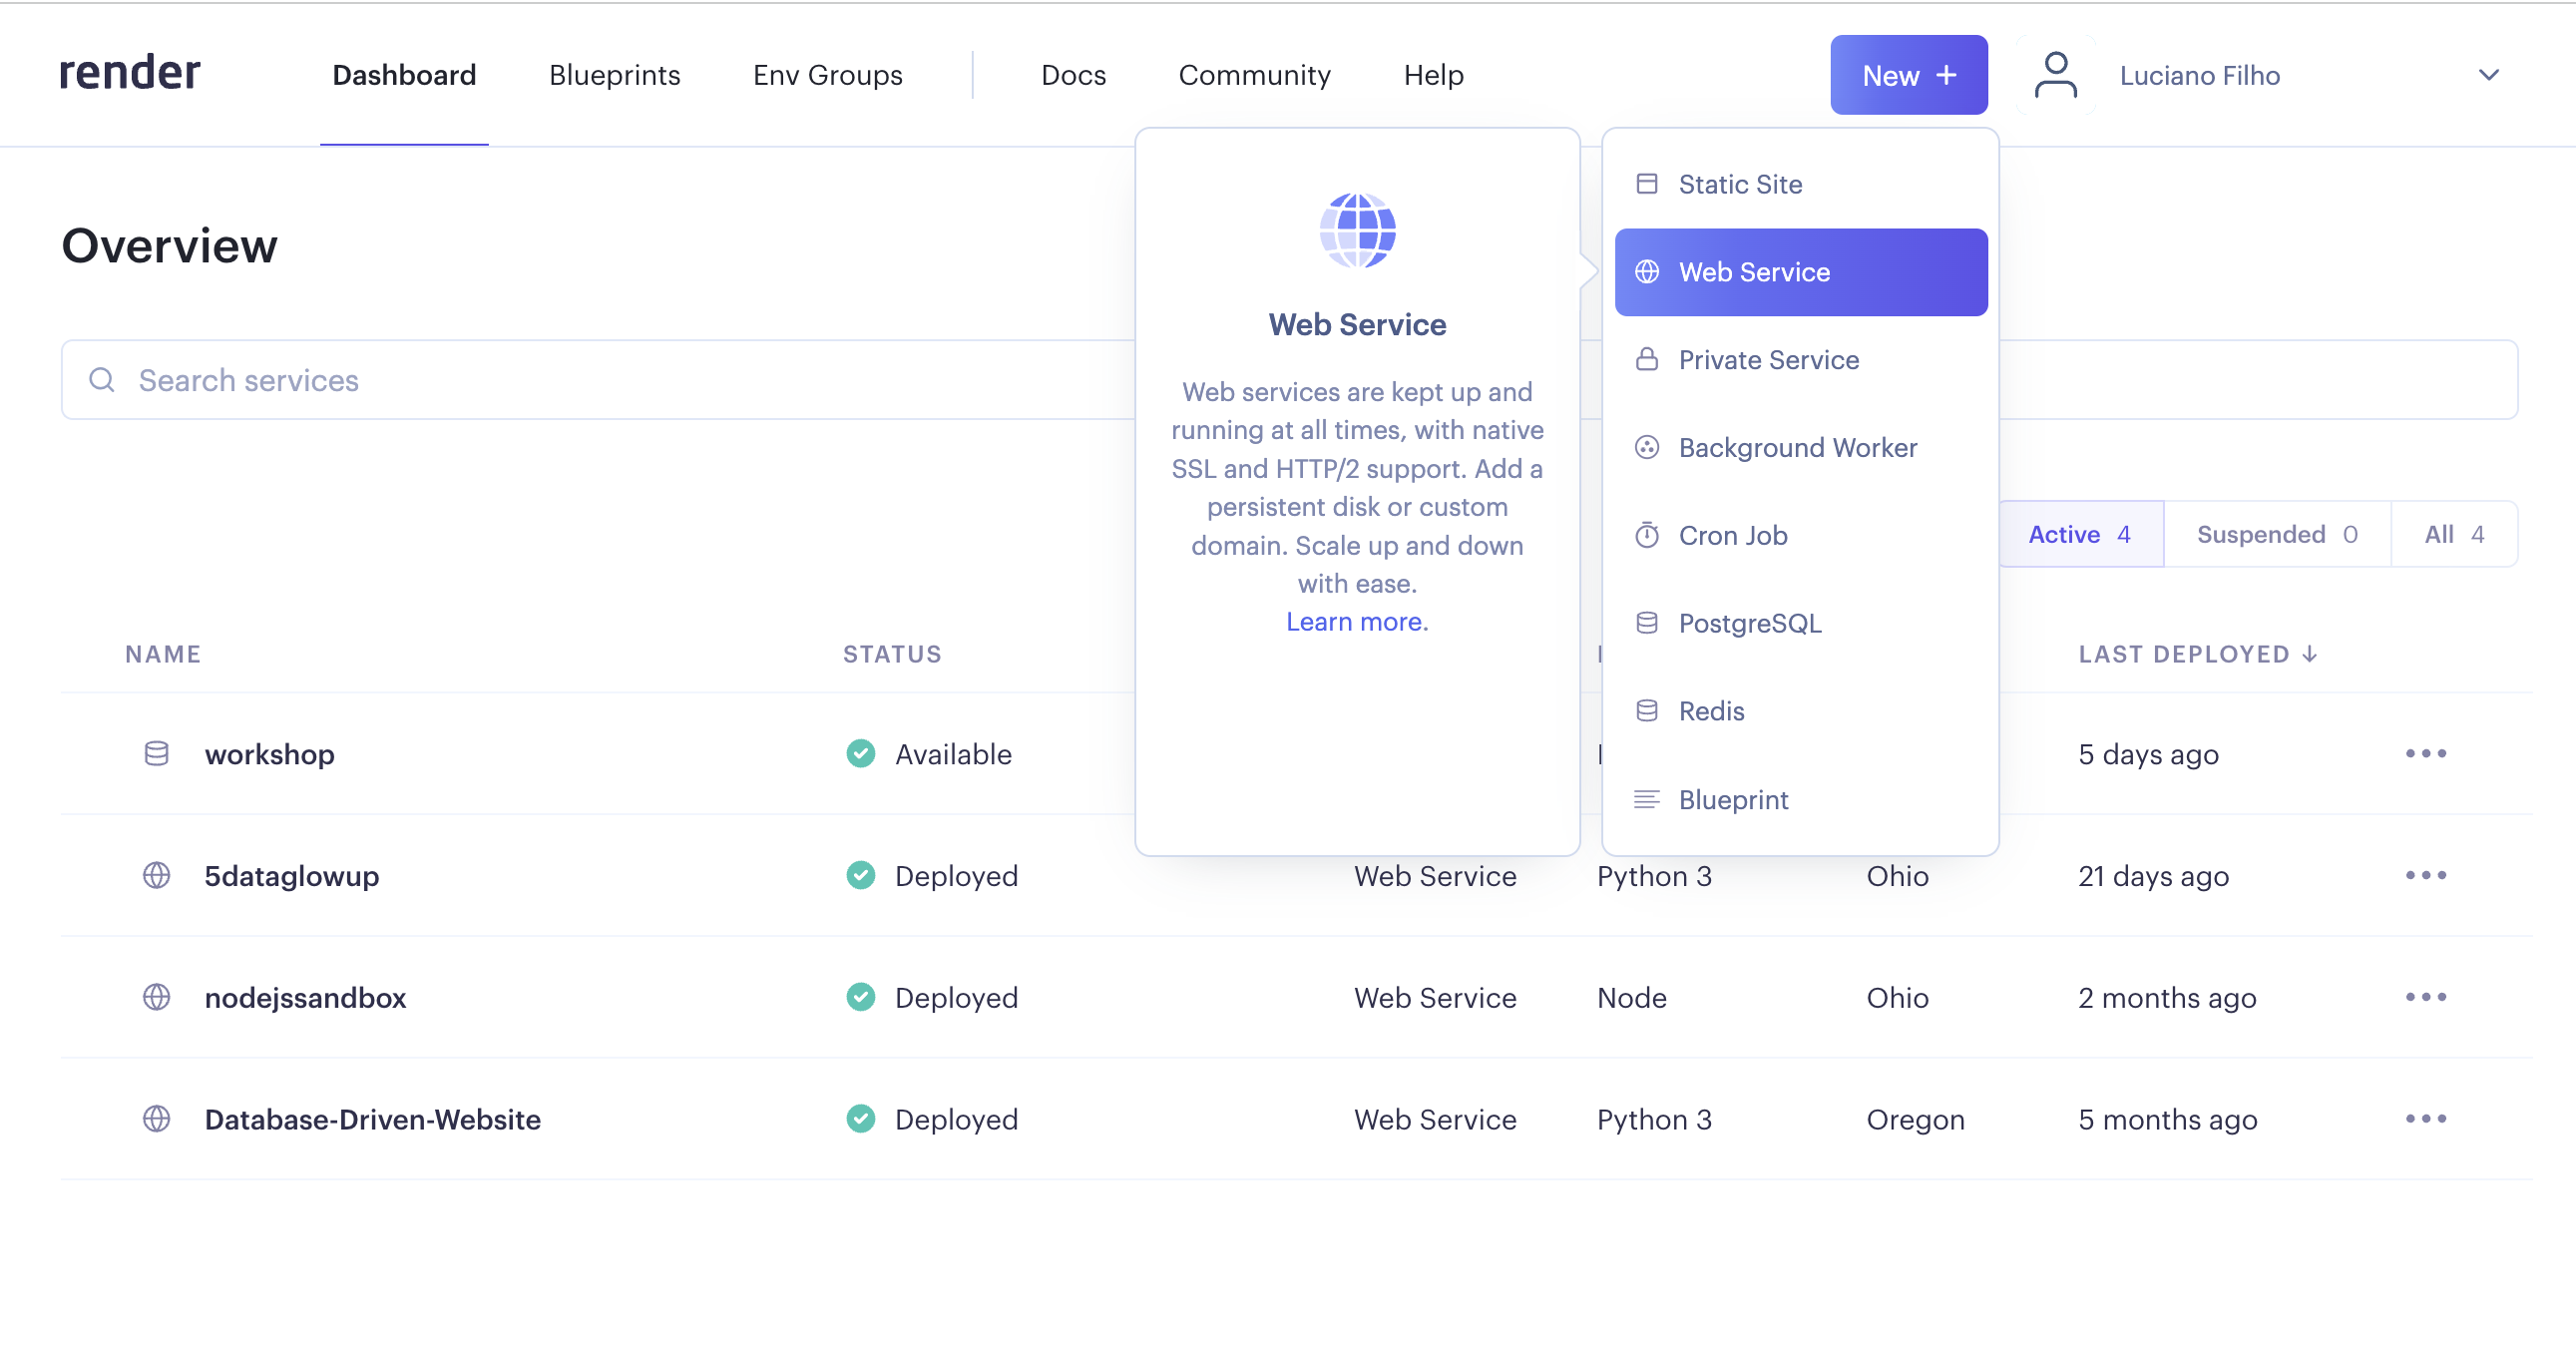 render Dashboard Blueprints Env Groups Docs Community Help New + Luciano Filho
Overview
Search services
Web Service
Web services are kept up and
running at all times, with native
SSL and HTTP/2 support. Add a
persistent disk or custom
domain. Scale up and down
with ease.
Learn more.
Static Site
Web Service
Private Service
Background Worker
Cron Job
PostgreSQL
Redis
Blueprint
Active 4 Suspended 0 All 4
NAME STATUS LAST DEPLOYED ↓
workshop Available 5 days ago
5dataglowup Deployed Web Service Python 3 Ohio 21 days ago
nodejssandbox Deployed Web Service Node Ohio 2 months ago
Database-Driven-Website Deployed Web Service Python 3 Oregon 5 months ago